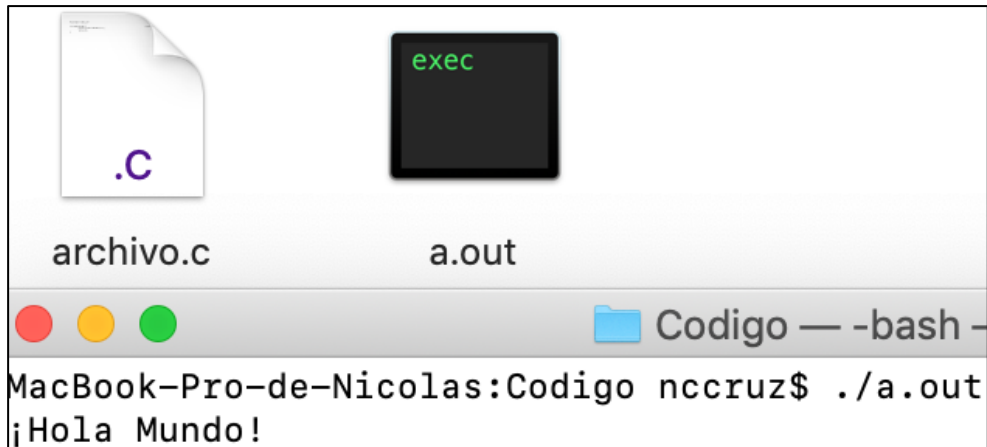 .C
exec
archivo.c
a.out
Codigo — -bash –
MacBook-Pro-de-Nicolas:Codigo nccruz$ ./a.out
¡Hola Mundo!